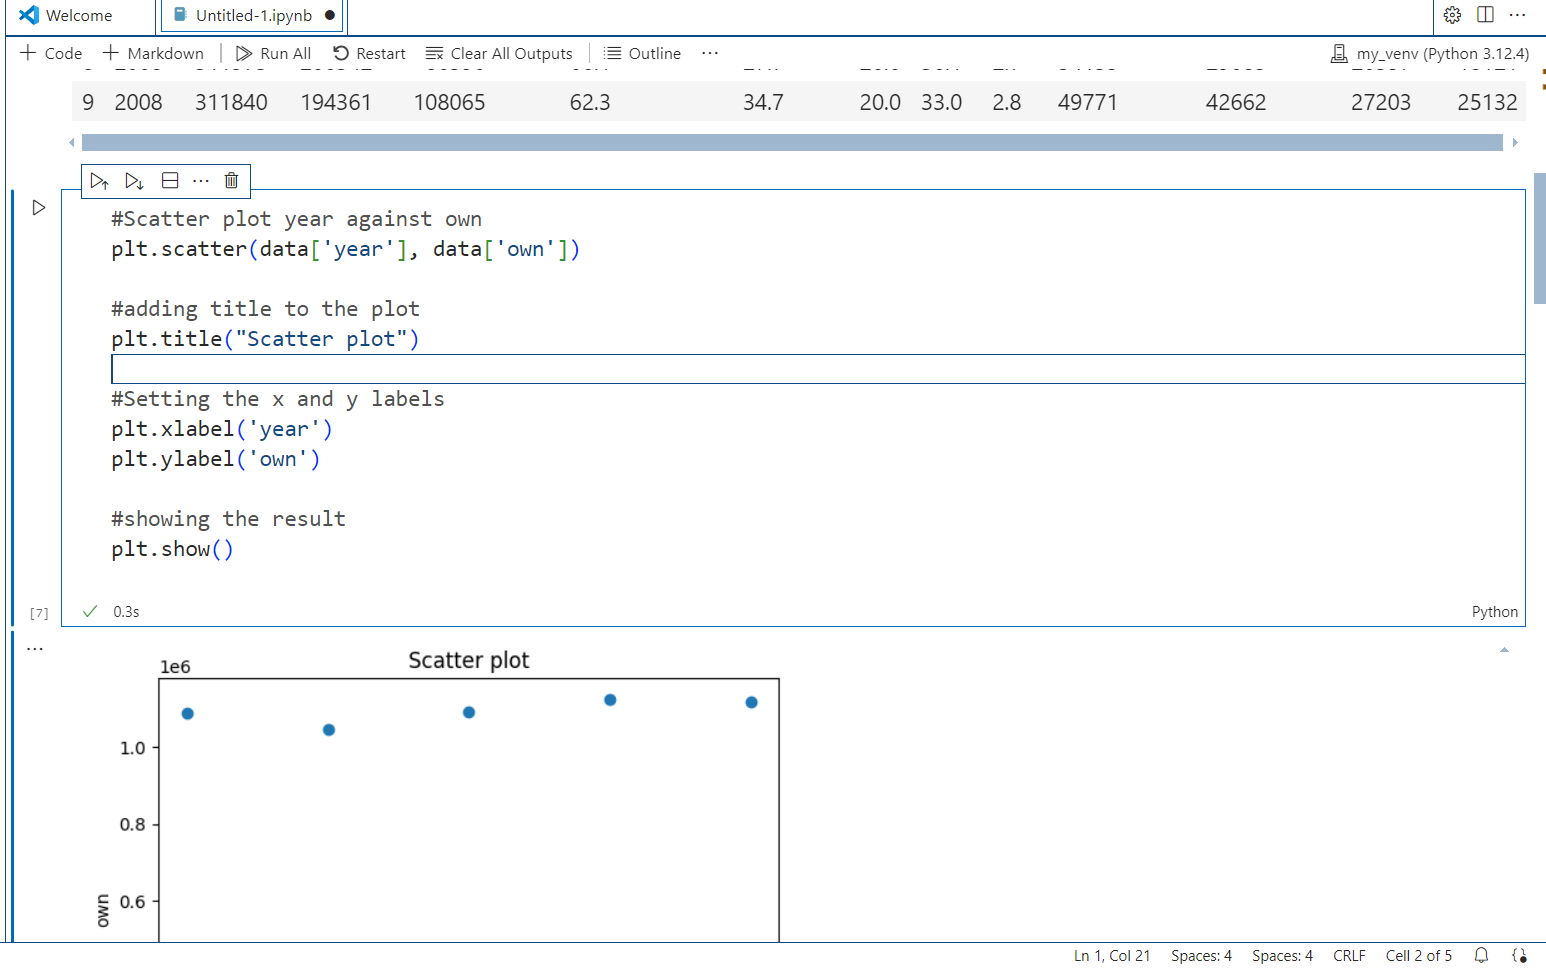 Welcome
Untitled-1.ipynb
Code
Markdown
Run All
Restart
Clear All Outputs
Outline
my_venv (Python 3.12.4)
9 2008 311840 194361 108065 62.3 34.7 20.0 33.0 2.8 49771 42662 27203 25132
#Scatter plot year against own
plt.scatter(data['year'], data['own'])
#adding title to the plot
plt.title("Scatter plot")
#Setting the x and y labels
plt.xlabel('year')
plt.ylabel('own')
#showing the result
plt.show()
[7]
0.3s
Python
Scatter plot
1e6
1.0
0.8
0.6
own
Ln 1, Col 21
Spaces: 4
Spaces: 4
CRLF
Cell 2 of 5